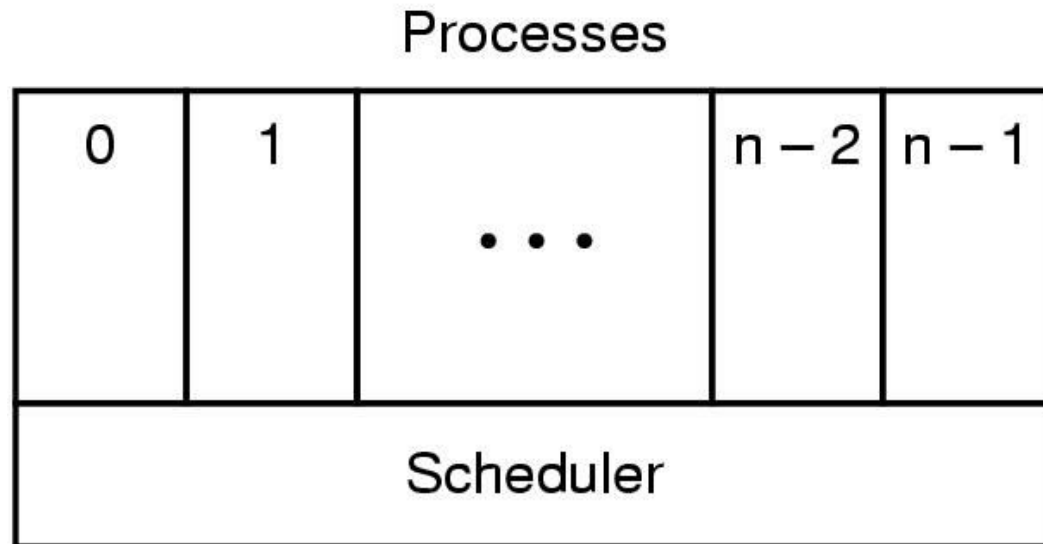 Processes
0 1 n – 2 n – 1
• • •
Scheduler